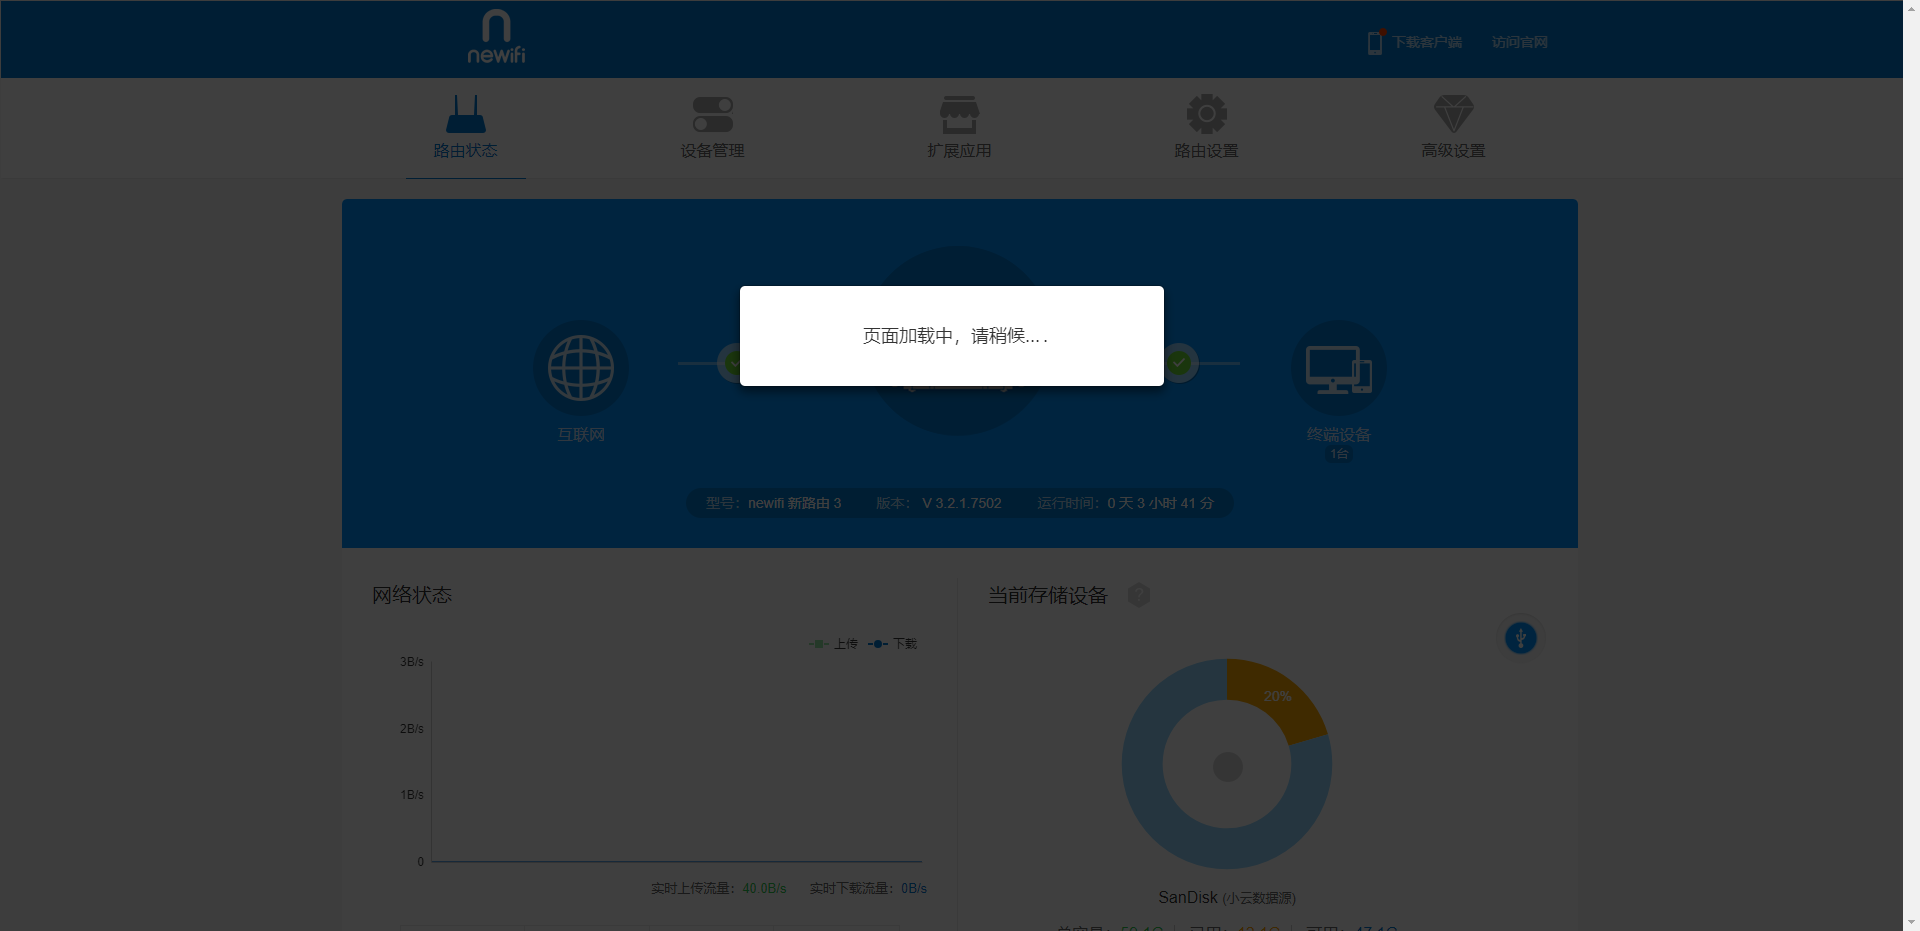 newifi
下载客户端 访问官网
路由状态 设备管理 扩展应用 路由设置 高级设置
页面加载中，请稍候... .
互联网 终端设备
1台
型号：newifi 新路由 3 版本： V 3.2.1.7502 运行时间：0 天 3 小时 41 分
网络状态
上传 下载
3B/s
2B/s
1B/s
0
实时上传流量：40.0B/s 实时下载流量：0B/s
当前存储设备 ?
20%
SanDisk (小云数据源)